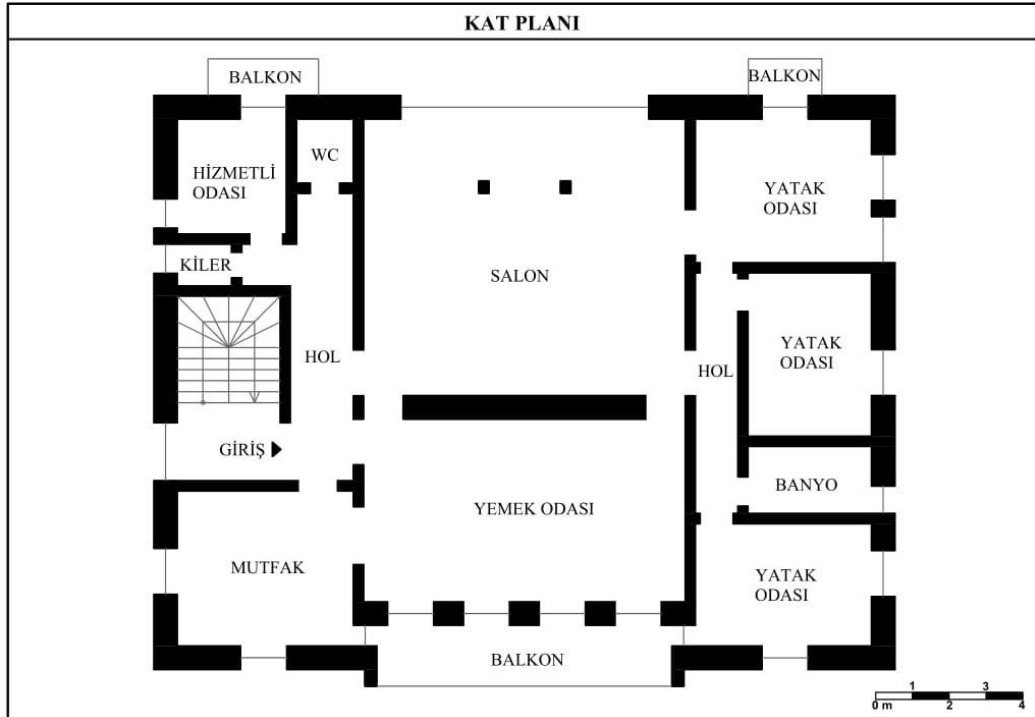 KAT PLANI
BALKON
BALKON
WC
HİZMETLİ
ODASI
YATAK
ODASI
KİLER
SALON
HOL
HOL
YATAK
ODASI
GİRİŞ
BANYO
YEMEK ODASI
MUTFAK
YATAK
ODASI
BALKON
1 3
0 m 2 4